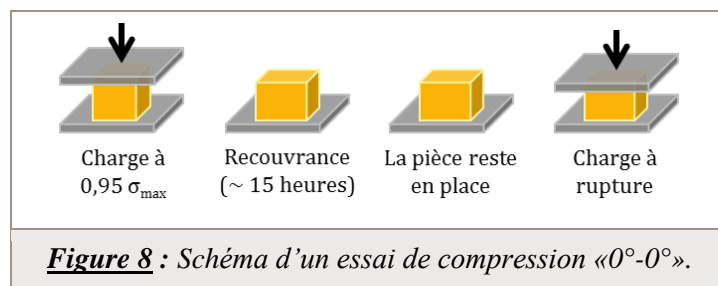 Charge à
0,95 σmax
Recouvrance
(~ 15 heures)
La pièce reste
en place
Charge à
rupture
Figure 8 : Schéma d’un essai de compression «0°-0°».